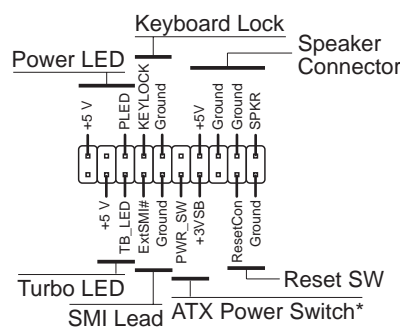 Keyboard Lock
Speaker
Connector
Power LED
+5 V
PLED
KEYLOCK
Ground
+5V
Ground
Ground
SPKR
+5 V
TB_LED
ExtSMI#
Ground
PWR_SW
+3VSB
ResetCon
Ground
Turbo LED
SMI Lead
ATX Power Switch*
Reset SW